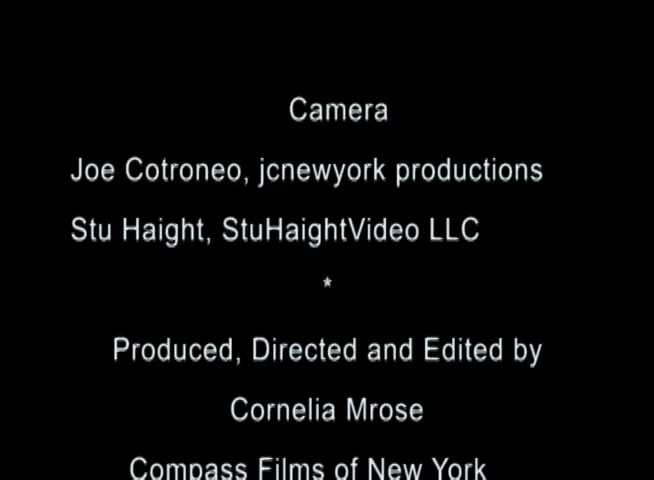 Camera
Joe Cotroneo, jcnewyork productions
Stu Haight, StuHaightVideo LLC
*
Produced, Directed and Edited by
Cornelia Mrose
Compass Films of New York